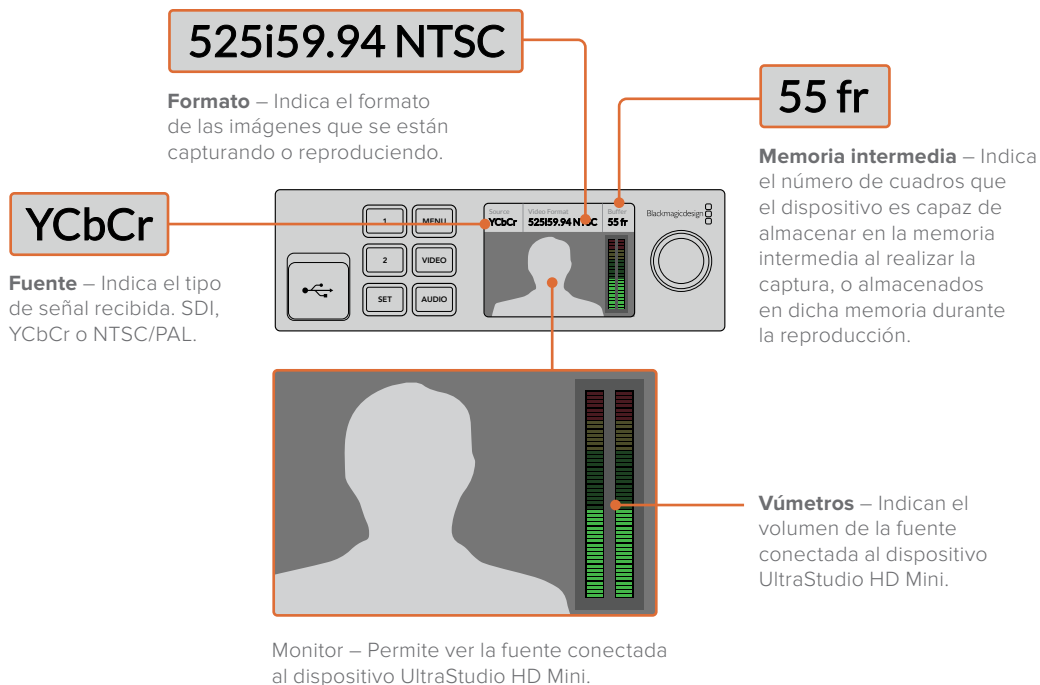 525i59.94 NTSC
Formato – Indica el formato
de las imágenes que se están
capturando o reproduciendo.
55 fr
Memoria intermedia – Indica
el número de cuadros que
el dispositivo es capaz de
almacenar en la memoria
intermedia al realizar la
captura, o almacenados
en dicha memoria durante
la reproducción.
YCbCr
Fuente – Indica el tipo
de señal recibida. SDI,
YCbCr o NTSC/PAL.
1
MENU
2
VIDEO
SET
AUDIO
Source
YCbCr
Video Format
525i59.94 NTSC
Buffer
55 fr
Blackmagicdesign
Vúmetros – Indican el
volumen de la fuente
conectada al dispositivo
UltraStudio HD Mini.
Monitor – Permite ver la fuente conectada
al dispositivo UltraStudio HD Mini.